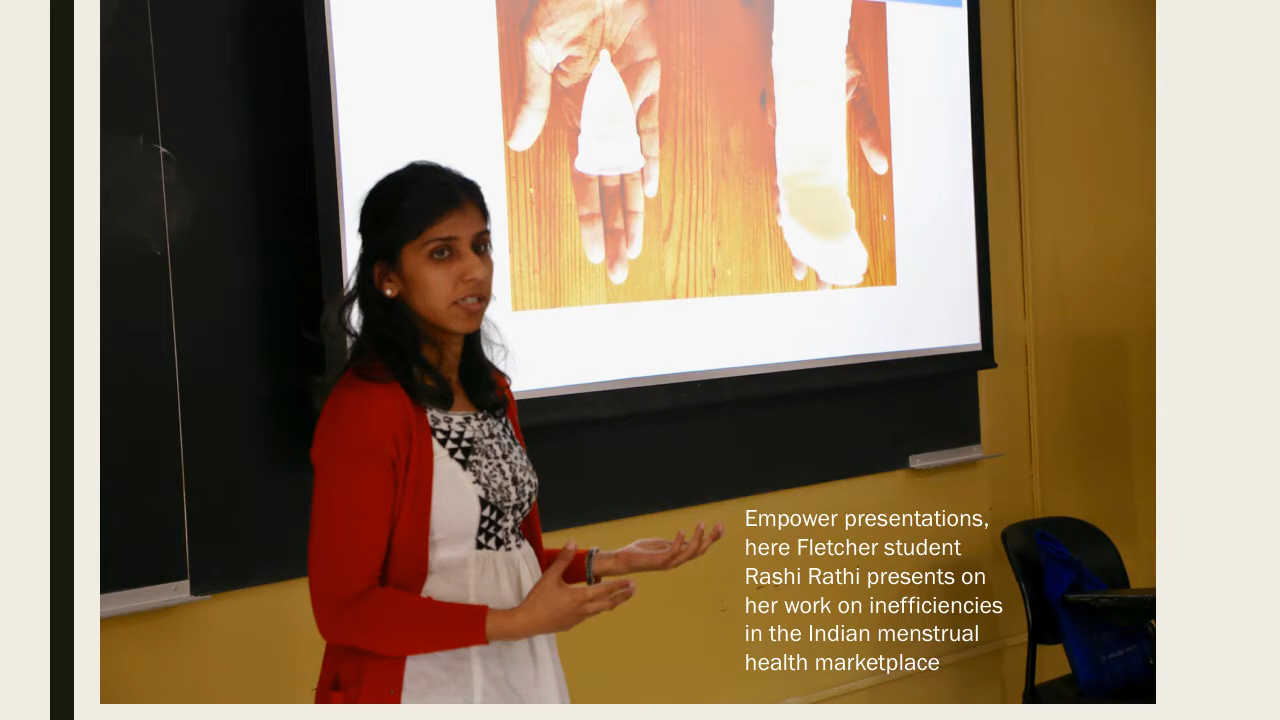 Empower presentations,
here Fletcher student
Rashi Rathi presents on
her work on inefficiencies
in the Indian menstrual
health marketplace